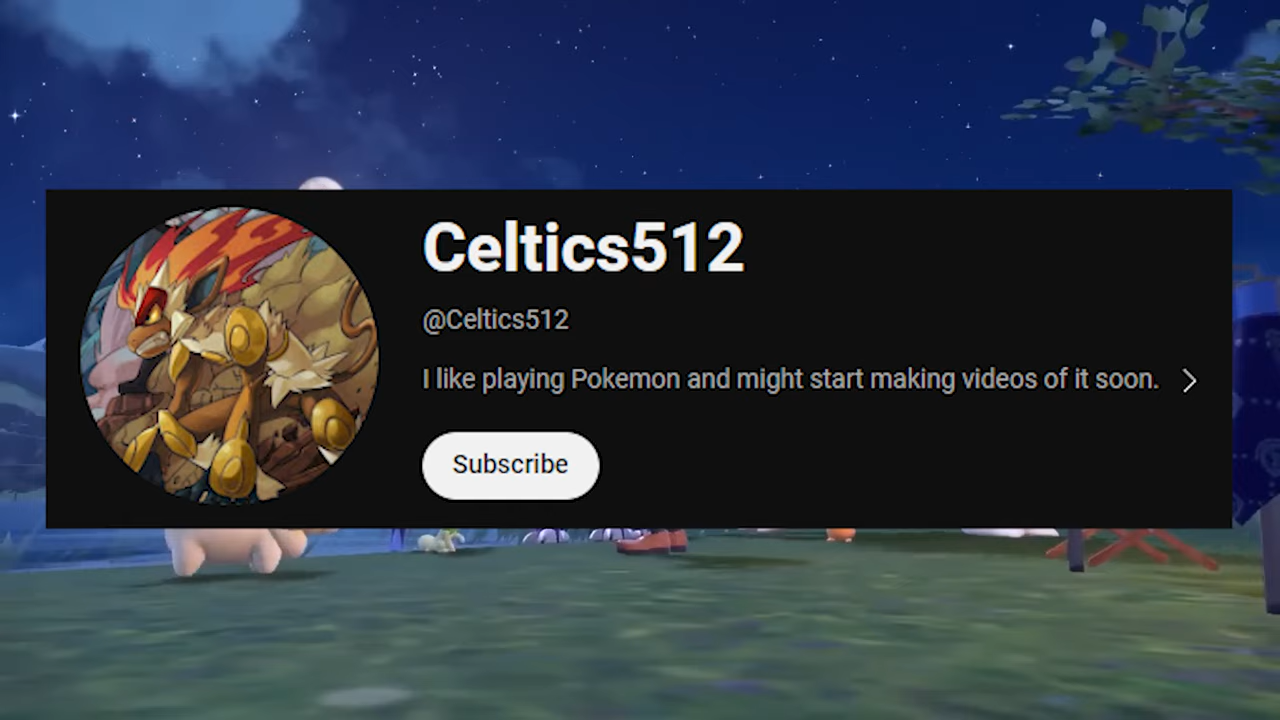 Celtics512
@Celtics512
I like playing Pokemon and might start making videos of it soon.
Subscribe